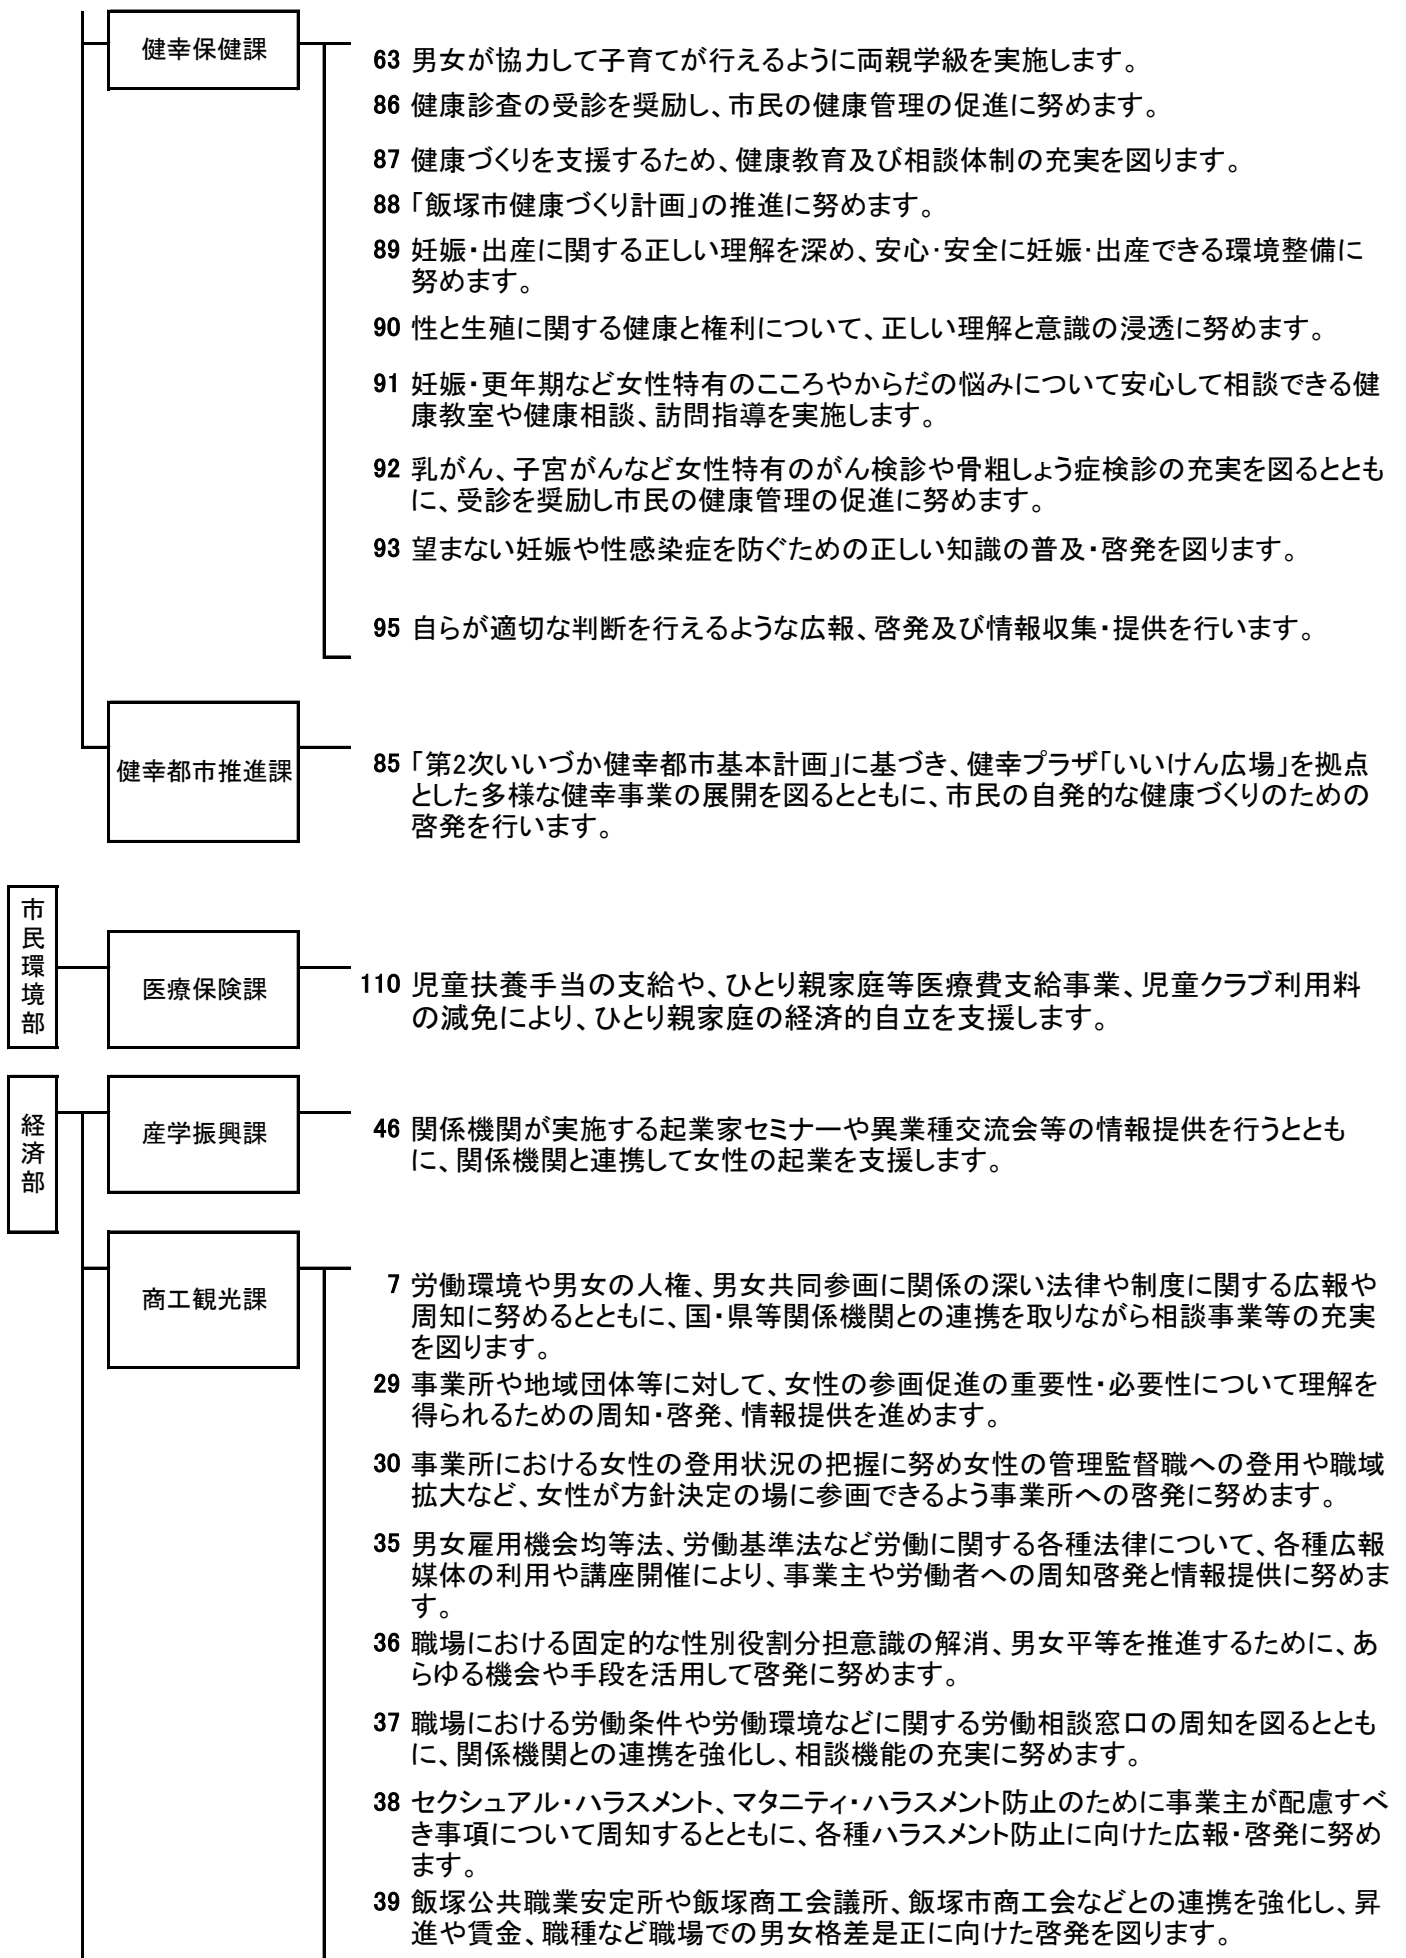 健幸保健課
63 男女が協力して子育てが行えるように両親学級を実施します。
86 健康診査の受診を奨励し、市民の健康管理の促進に努めます。
87 健康づくりを支援するため、健康教育及び相談体制の充実を図ります。
88 「飯塚市健康づくり計画」の推進に努めます。
89 妊娠・出産に関する正しい理解を深め、安心・安全に妊娠・出産できる環境整備に
努めます。
90 性と生殖に関する健康と権利について、正しい理解と意識の浸透に努めます。
91 妊娠・更年期など女性特有のこころやからだの悩みについて安心して相談できる健
康教室や健康相談、訪問指導を実施します。
92 乳がん、子宮がんなど女性特有のがん検診や骨粗しょう症検診の充実を図るととも
に、受診を奨励し市民の健康管理の促進に努めます。
93 望まない妊娠や性感染症を防ぐための正しい知識の普及・啓発を図ります。
95 自らが適切な判断を行えるような広報、啓発及び情報収集・提供を行います。
健幸都市推進課
85 「第2次いいづか健幸都市基本計画」に基づき、健幸プラザ「いいけん広場」を拠点
とした多様な健幸事業の展開を図るとともに、市民の自発的な健康づくりのための
啓発を行います。
市民環境部
医療保険課
110 児童扶養手当の支給や、ひとり親家庭等医療費支給事業、児童クラブ利用料
の減免により、ひとり親家庭の経済的自立を支援します。
経済部
産学振興課
46 関係機関が実施する起業家セミナーや異業種交流会等の情報提供を行うととも
に、関係機関と連携して女性の起業を支援します。
商工観光課
7 労働環境や男女の人権、男女共同参画に関係の深い法律や制度に関する広報や
周知に努めるとともに、国・県等関係機関との連携を取りながら相談事業等の充実
を図ります。
29 事業所や地域団体等に対して、女性の参画促進の重要性・必要性について理解を
得られるための周知・啓発、情報提供を進めます。
30 事業所における女性の登用状況の把握に努め女性の管理監督職への登用や職域
拡大など、女性が方針決定の場に参画できるよう事業所への啓発に努めます。
35 男女雇用機会均等法、労働基準法など労働に関する各種法律について、各種広報
媒体の利用や講座開催により、事業主や労働者への周知啓発と情報提供に努めま
す。
36 職場における固定的な性別役割分担意識の解消、男女平等を推進するために、あ
らゆる機会や手段を活用して啓発に努めます。
37 職場における労働条件や労働環境などに関する労働相談窓口の周知を図るととも
に、関係機関との連携を強化し、相談機能の充実に努めます。
38 セクシュアル・ハラスメント、マタニティ・ハラスメント防止のために事業主が配慮すべ
き事項について周知するとともに、各種ハラスメント防止に向けた広報・啓発に努め
ます。
39 飯塚公共職業安定所や飯塚商工会議所、飯塚市商工会などとの連携を強化し、昇
進や賃金、職種など職場での男女格差是正に向けた啓発を図ります。